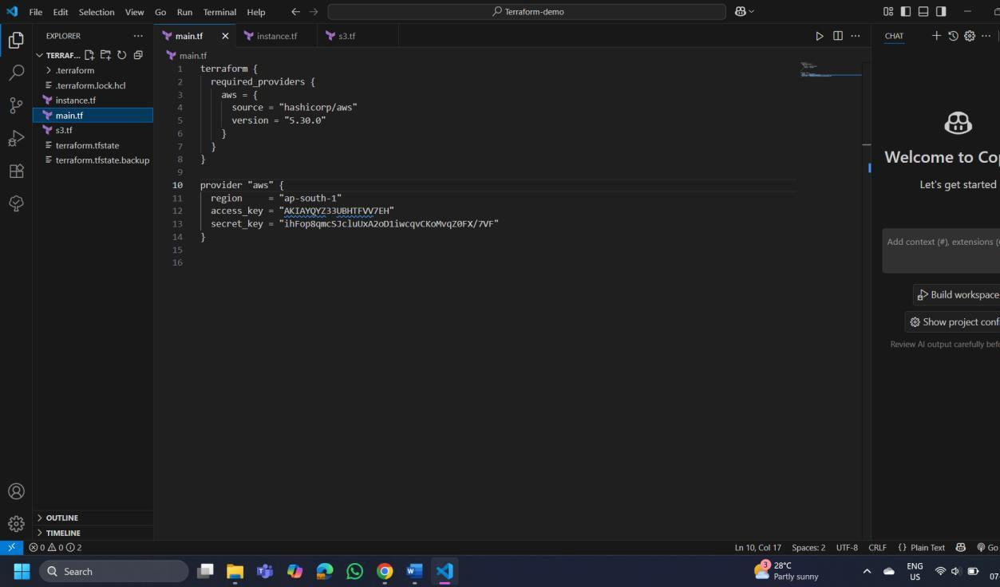 File Edit Selection View Go Run Terminal Help
Terraform-demo
EXPLORER
TERRAF...
.terraform
.terraform.lock.hcl
instance.tf
main.tf
s3.tf
terraform.tfstate
terraform.tfstate.backup
OUTLINE
TIMELINE
main.tf instance.tf s3.tf
main.tf
1 terraform {
2 required_providers {
3 aws = {
4 source = "hashicorp/aws"
5 version = "5.30.0"
6 }
7 }
8 }
9
10 provider "aws" {
11 region = "ap-south-1"
12 access_key = "AKIAYQYZ33UBHTFVV7EH"
13 secret_key = "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"
14 }
15
16
CHAT
Welcome to Cop
Let's get started
Add context (#), extensions (
Build workspace
Show project conf
Review AI output carefully befo
0 0 2
Ln 10, Col 17 Spaces: 2 UTF-8 CRLF {} Plain Text Go
Search
3
28°C
Partly sunny
ENG
US
07-